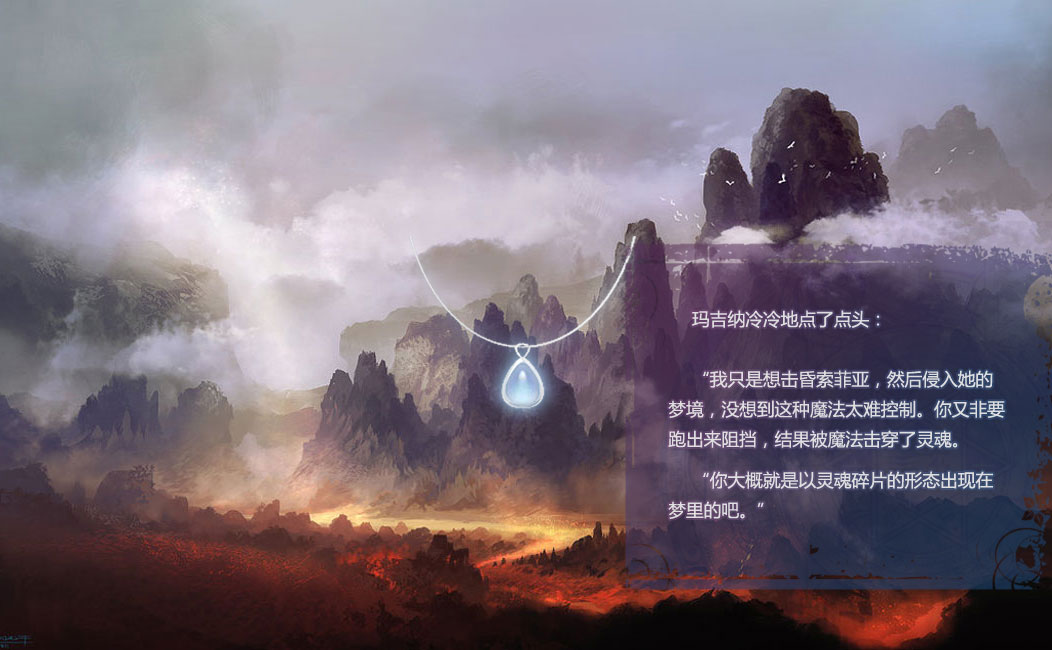 玛吉纳冷冷地点了点头：
“我只是想击昏索菲亚，然后侵入她的
梦境，没想到这种魔法太难控制。你又非要
跑出来阻挡，结果被魔法击穿了灵魂。
“你大概就是以灵魂碎片的形态出现在
梦里的吧。”